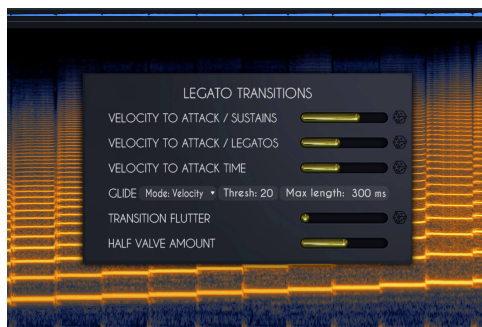 LEGATO TRANSITIONS
VELOCITY TO ATTACK / SUSTAINS
VELOCITY TO ATTACK / LEGATOS
VELOCITY TO ATTACK TIME
GLIDE Mode: Velocity Thresh: 20 Max length: 300 ms
TRANSITION FLUTTER
HALF VALVE AMOUNT